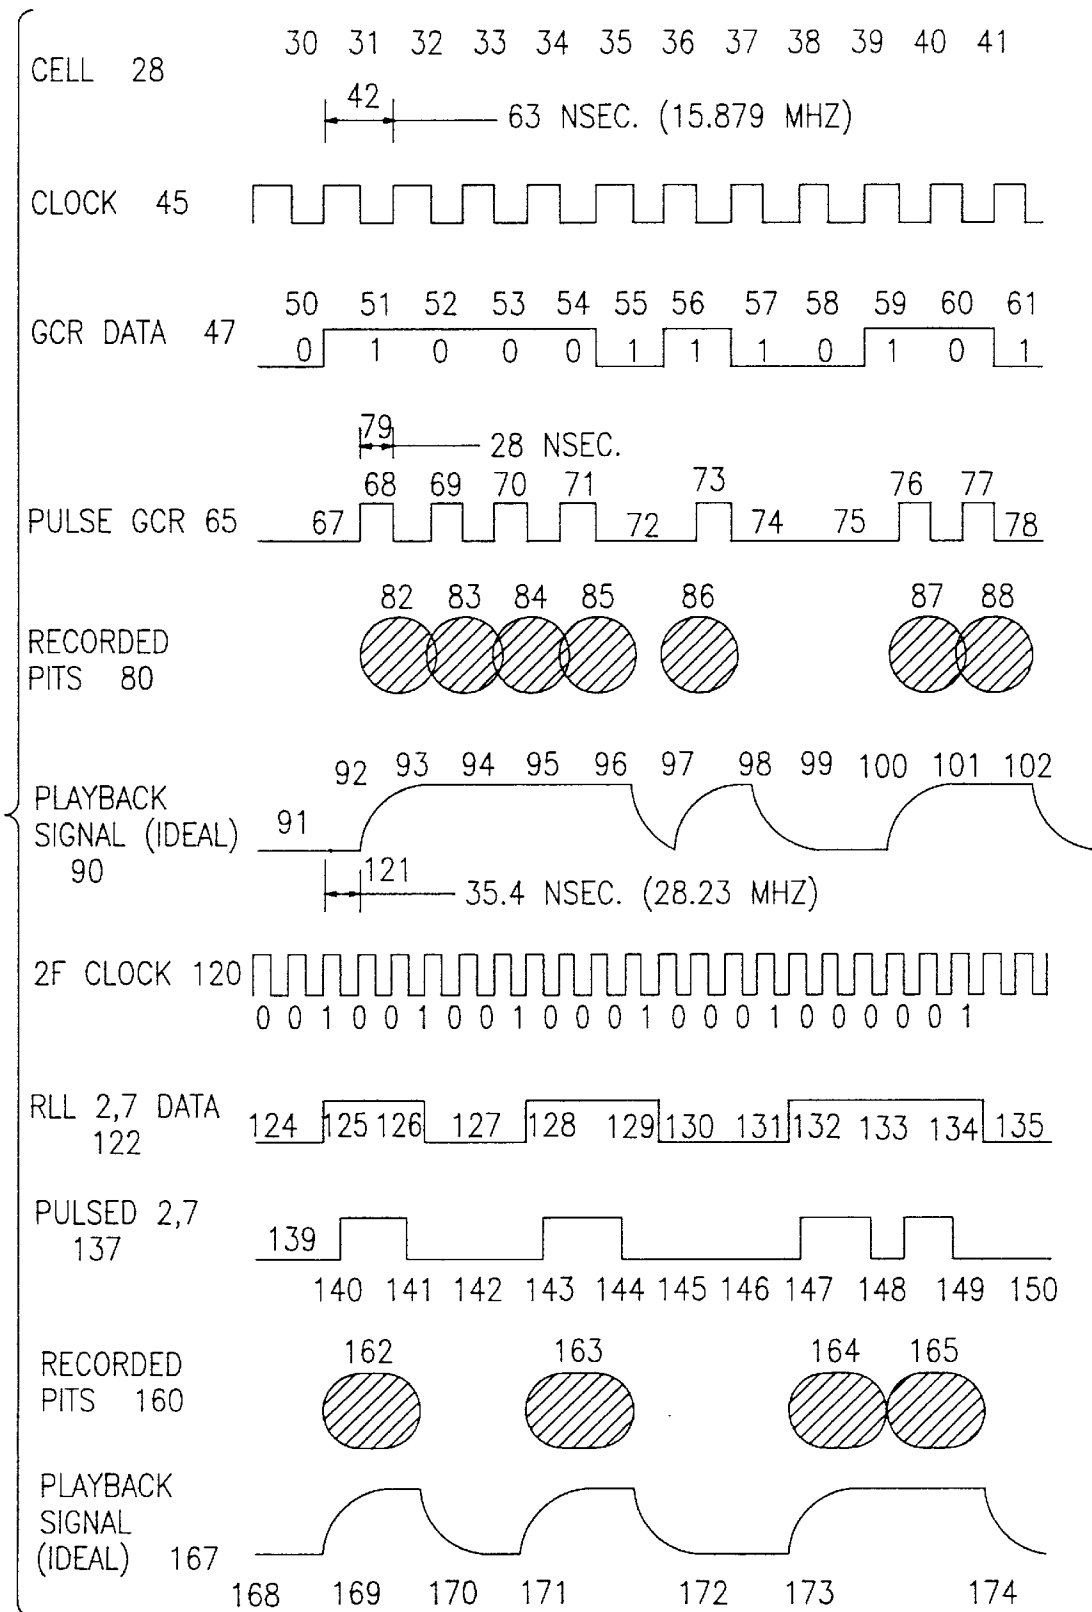 30 31 32 33 34 35 36 37 38 39 40 41
CELL 28
42
63 NSEC. (15.879 MHZ)
CLOCK 45
50 51 52 53 54 55 56 57 58 59 60 61
GCR DATA 47
0 1 0 0 0 1 1 1 0 1 0 1
79
28 NSEC.
68 69 70 71 73 76 77
PULSE GCR 65
67 72 74 75 78
82 83 84 85 86 87 88
RECORDED
PITS 80
92 93 94 95 96 97 98 99 100 101 102
PLAYBACK
SIGNAL (IDEAL)
90
91
121
35.4 NSEC. (28.23 MHZ)
2F CLOCK 120
0 0 1 0 0 1 0 0 1 0 0 0 1 0 0 0 1 0 0 0 0 0 1
RLL 2,7 DATA
122
124 125 126 127 128 129 130 131 132 133 134 135
PULSED 2,7
137
139
140 141 142 143 144 145 146 147 148 149 150
162 163 164 165
RECORDED
PITS 160
PLAYBACK
SIGNAL
(IDEAL) 167
168 169 170 171 172 173 174